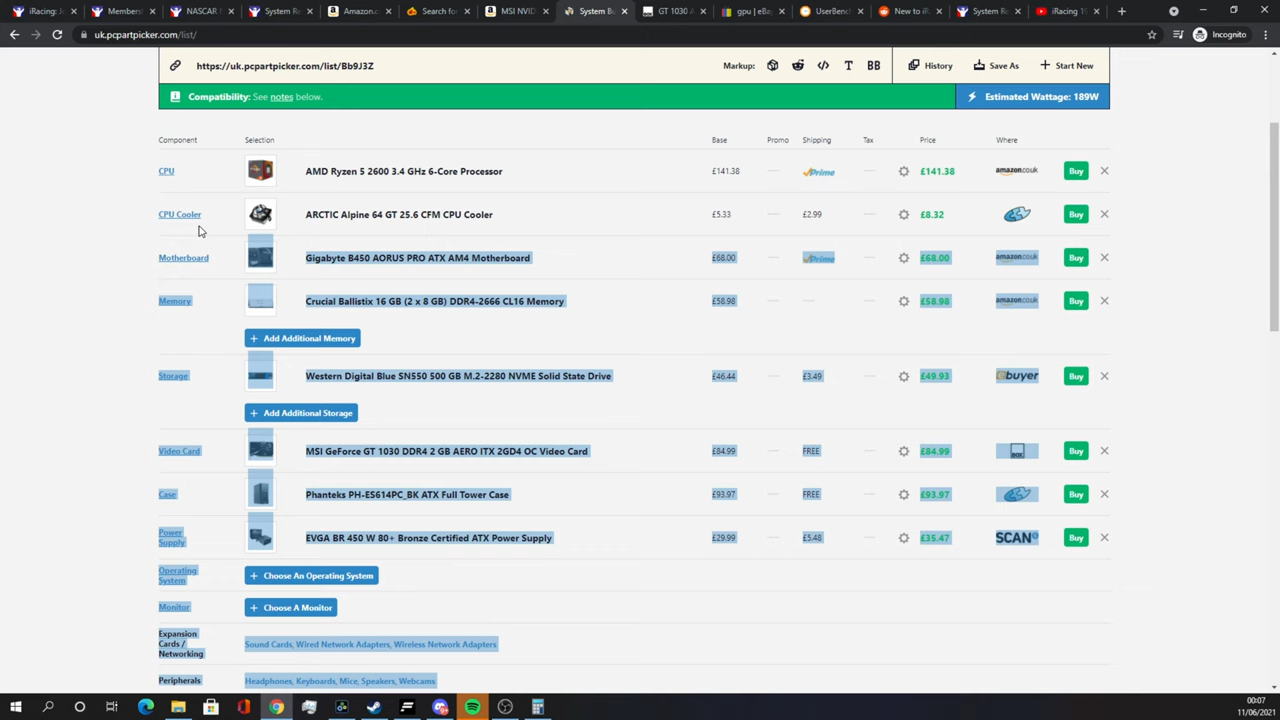 iRacing: Jo
Members
NASCAR
System Re
Amazon.c
Search for
MSI NVID
System B
GT 1030 A
gpu | eBa
UserBenc
New to iR
System Re
iRacing 19
uk.pcpartpicker.com/list/
Incognito
https://uk.pcpartpicker.com/list/Bb9J3Z
Markup:
T
BB
History
Save As
+ Start New
Compatibility: See notes below.
Estimated Wattage: 189W
Component Selection Base Promo Shipping Tax Price Where
CPU AMD Ryzen 5 2600 3.4 GHz 6-Core Processor £141.38 Prime £141.38 amazon.co.uk Buy
CPU Cooler ARCTIC Alpine 64 GT 25.6 CFM CPU Cooler £5.33 £2.99 £8.32 Buy
Motherboard Gigabyte B450 AORUS PRO ATX AM4 Motherboard £68.00 Prime £68.00 amazon.co.uk Buy
Memory Crucial Ballistix 16 GB (2 x 8 GB) DDR4-2666 CL16 Memory £58.98 £58.98 amazon.co.uk Buy
+ Add Additional Memory
Storage Western Digital Blue SN550 500 GB M.2-2280 NVME Solid State Drive £46.44 £3.49 £49.93 ebuyer Buy
+ Add Additional Storage
Video Card MSI GeForce GT 1030 DDR4 2 GB AERO ITX 2GD4 OC Video Card £84.99 FREE £84.99 BOX Buy
Case Phanteks PH-ES614PC_BK ATX Full Tower Case £93.97 FREE £93.97 Buy
Power
Supply
EVGA BR 450 W 80+ Bronze Certified ATX Power Supply £29.99 £5.48 £35.47 SCAN Buy
Operating
System
+ Choose An Operating System
Monitor + Choose A Monitor
Expansion
Cards /
Networking
Sound Cards, Wired Network Adapters, Wireless Network Adapters
Peripherals Headphones, Keyboards, Mice, Speakers, Webcams
00:07
11/06/2021